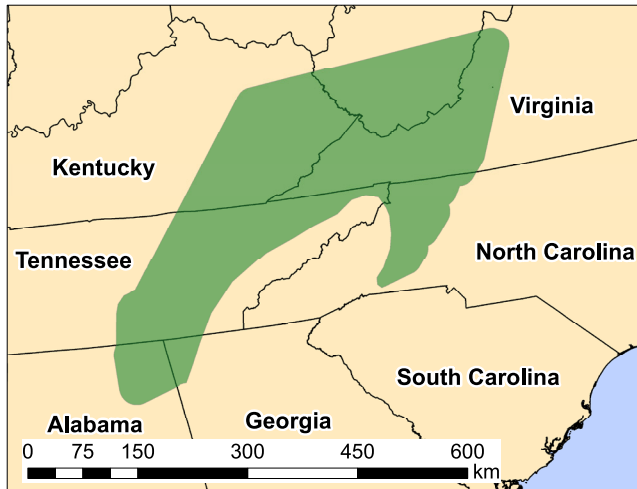 Virginia
Kentucky
Tennessee
North Carolina
South Carolina
Alabama
Georgia
0 75 150 300 450 600
km